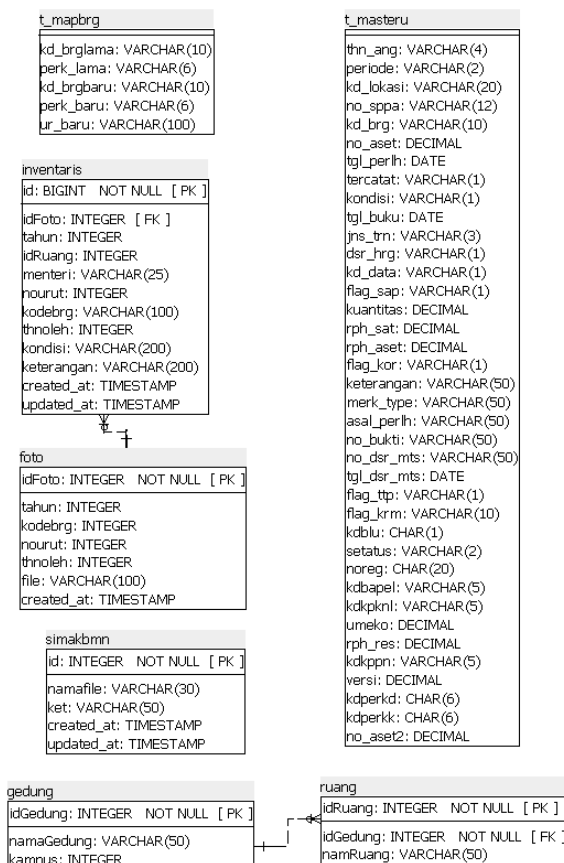 t_mapbrg
kd_brglama: VARCHAR(10)
perk_lama: VARCHAR(6)
kd_brgbaru: VARCHAR(10)
perk_baru: VARCHAR(6)
ur_baru: VARCHAR(100)
inventaris
id: BIGINT NOT NULL [ PK ]
idFoto: INTEGER [ FK ]
tahun: INTEGER
idRuang: INTEGER
menteri: VARCHAR(25)
nourut: INTEGER
kodebrg: VARCHAR(100)
thnoleh: INTEGER
kondisi: VARCHAR(200)
keterangan: VARCHAR(200)
created_at: TIMESTAMP
updated_at: TIMESTAMP
foto
idFoto: INTEGER NOT NULL [ PK ]
tahun: INTEGER
kodebrg: INTEGER
nourut: INTEGER
thnoleh: INTEGER
file: VARCHAR(100)
created_at: TIMESTAMP
simakbmn
id: INTEGER NOT NULL [ PK ]
namafile: VARCHAR(30)
ket: VARCHAR(50)
created_at: TIMESTAMP
updated_at: TIMESTAMP
t_masteru
thn_ang: VARCHAR(4)
periode: VARCHAR(2)
kd_lokasi: VARCHAR(20)
no_sppa: VARCHAR(12)
kd_brg: VARCHAR(10)
no_aset: DECIMAL
tgl_perlh: DATE
tercatat: VARCHAR(1)
kondisi: VARCHAR(1)
tgl_buku: DATE
jns_trn: VARCHAR(3)
dsr_hrg: VARCHAR(1)
kd_data: VARCHAR(1)
flag_sap: VARCHAR(1)
kuantitas: DECIMAL
rph_sat: DECIMAL
rph_aset: DECIMAL
flag_kor: VARCHAR(1)
keterangan: VARCHAR(50)
merk_type: VARCHAR(50)
asal_perlh: VARCHAR(50)
no_bukti: VARCHAR(50)
no_dsr_mts: VARCHAR(50)
tgl_dsr_mts: DATE
flag_ttp: VARCHAR(1)
flag_krm: VARCHAR(10)
kdblu: CHAR(1)
setatus: VARCHAR(2)
noreg: CHAR(20)
kdbapel: VARCHAR(5)
kdkpknl: VARCHAR(5)
umeko: DECIMAL
rph_res: DECIMAL
kdkppn: VARCHAR(5)
versi: DECIMAL
kdperkd: CHAR(6)
kdperkk: CHAR(6)
no_aset2: DECIMAL
gedung
idGedung: INTEGER NOT NULL [ PK ]
namaGedung: VARCHAR(50)
kampus: INTEGER
ruang
idRuang: INTEGER NOT NULL [ PK ]
idGedung: INTEGER NOT NULL [ FK ]
namRuang: VARCHAR(50)